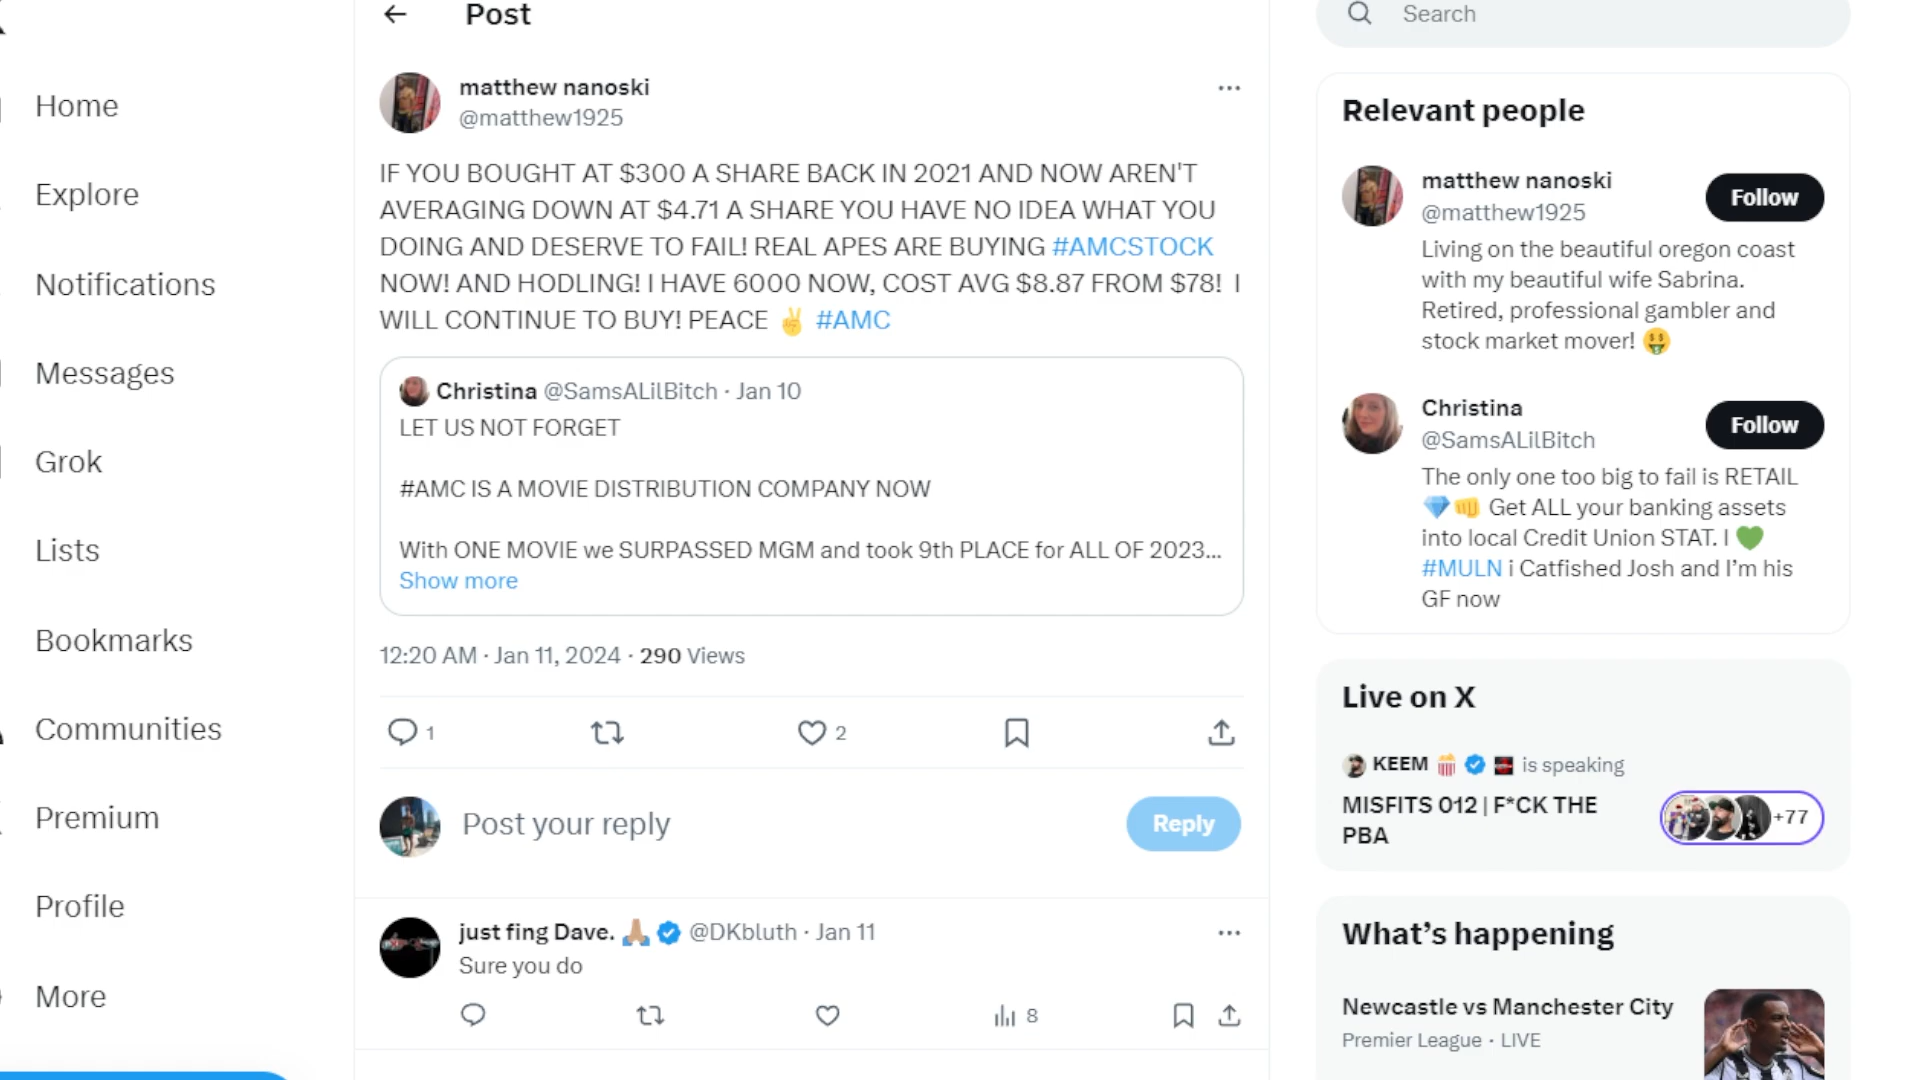 Post
Search
Home
Explore
Notifications
Messages
Grok
Lists
Bookmarks
Communities
Premium
Profile
More
matthew nanoski
@matthew1925
IF YOU BOUGHT AT $300 A SHARE BACK IN 2021 AND NOW AREN'T
AVERAGING DOWN AT $4.71 A SHARE YOU HAVE NO IDEA WHAT YOU
DOING AND DESERVE TO FAIL! REAL APES ARE BUYING #AMCSTOCK
NOW! AND HODLING! I HAVE 6000 NOW, COST AVG $8.87 FROM $78! I
WILL CONTINUE TO BUY! PEACE ✌️ #AMC
Christina @SamsALilBitch · Jan 10
LET US NOT FORGET
#AMC IS A MOVIE DISTRIBUTION COMPANY NOW
With ONE MOVIE we SURPASSED MGM and took 9th PLACE for ALL OF 2023...
Show more
12:20 AM · Jan 11, 2024 · 290 Views
1
2
Post your reply
Reply
just fing Dave. 🙏🏼 @DKbluth · Jan 11
Sure you do
8
Relevant people
matthew nanoski
@matthew1925
Follow
Living on the beautiful oregon coast
with my beautiful wife Sabrina.
Retired, professional gambler and
stock market mover! 🤑
Christina
@SamsALilBitch
Follow
The only one too big to fail is RETAIL
💎👊 Get ALL your banking assets
into local Credit Union STAT. I 💚
#MULN i Catfished Josh and I’m his
GF now
Live on X
KEEM 🍿 is speaking
MISFITS 012 | F*CK THE
PBA
+77
What’s happening
Newcastle vs Manchester City
Premier League · LIVE